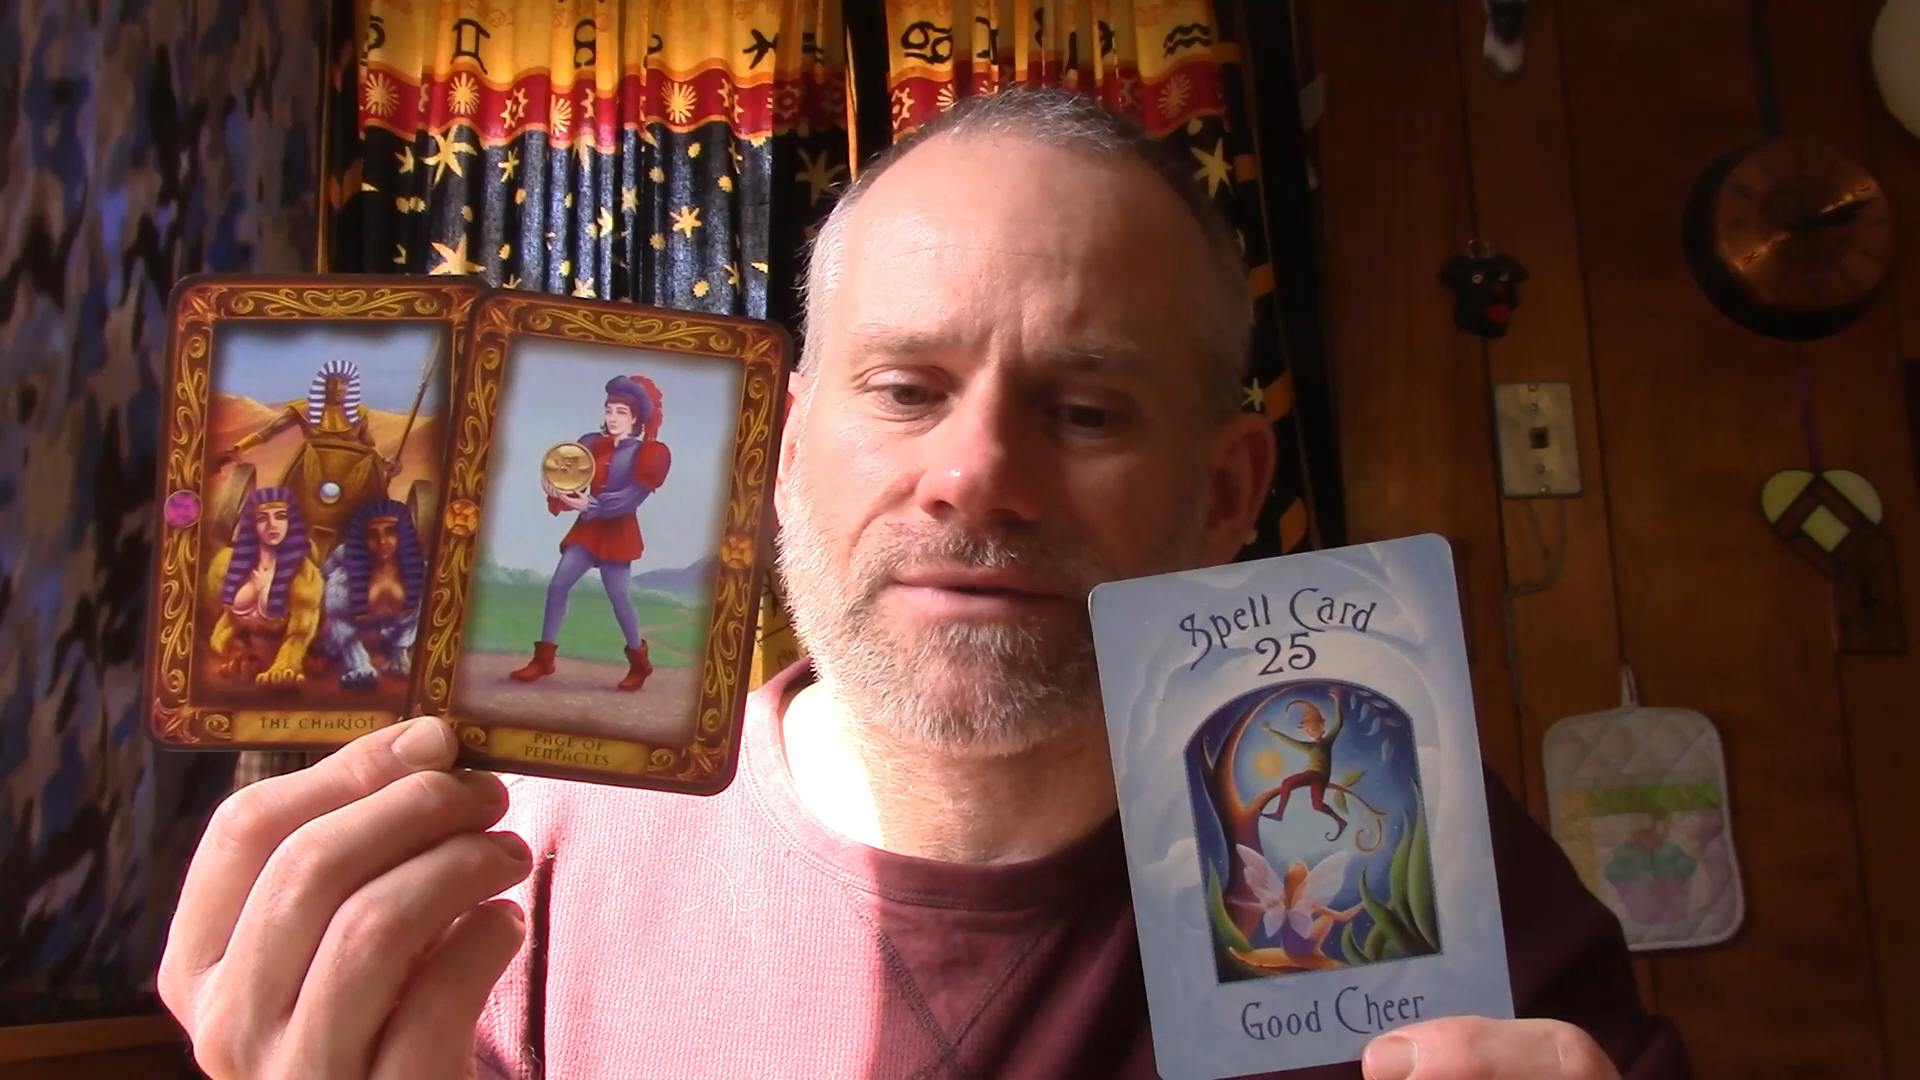 THE CHARIOT
PAGE OF
PENTACLES
Spell Card
25
Good Cheer